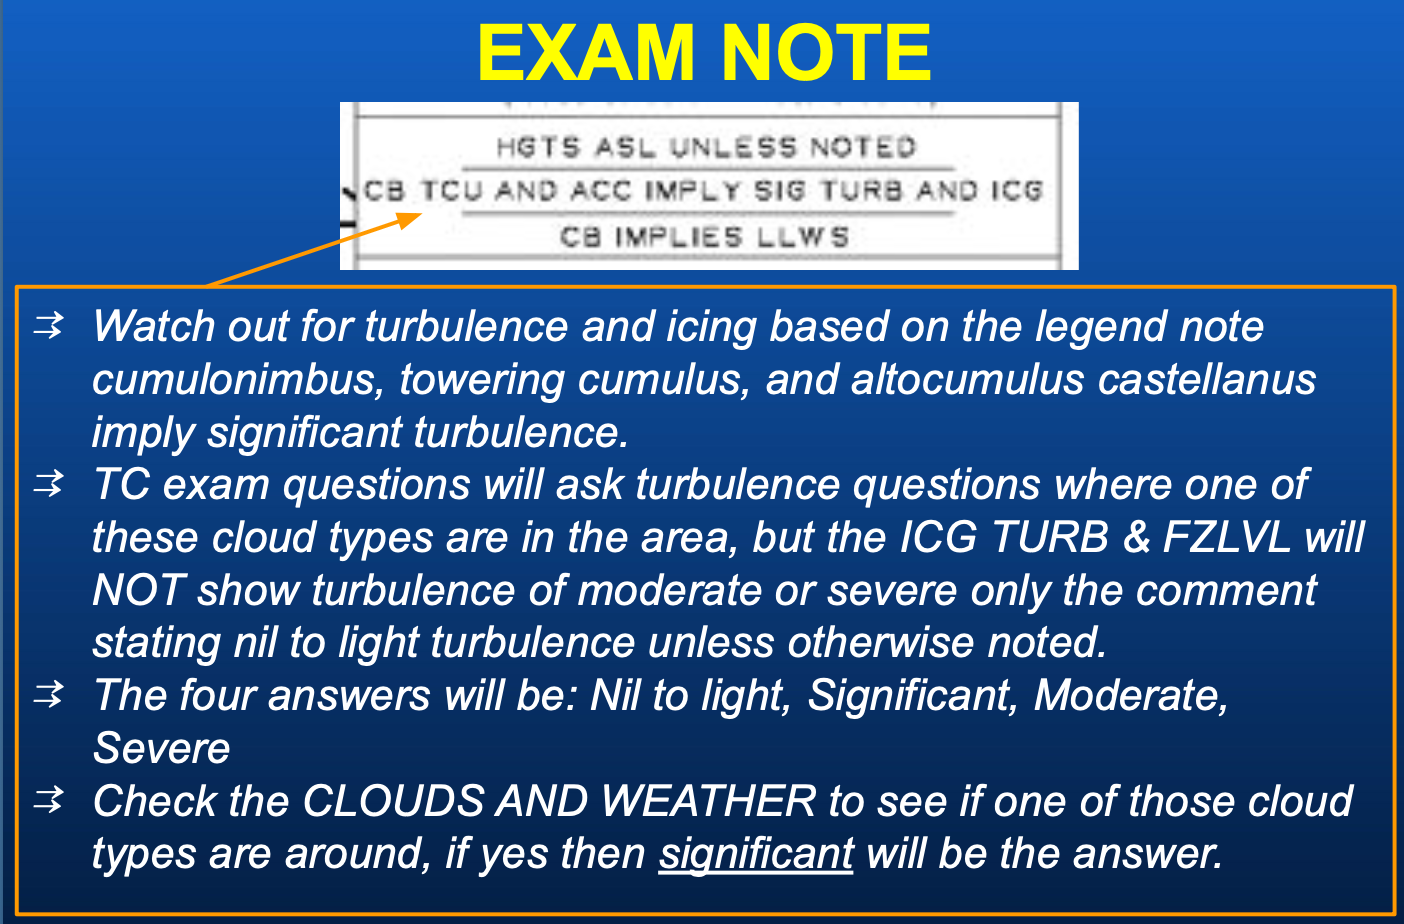 EXAM NOTE
HGTS ASL UNLESS NOTED
CB TCU AND ACC IMPLY SIG TURB AND ICG
CB IMPLIES LLWS
⇉ Watch out for turbulence and icing based on the legend note
cumulonimbus, towering cumulus, and altocumulus castellanus
imply significant turbulence.
⇉ TC exam questions will ask turbulence questions where one of
these cloud types are in the area, but the ICG TURB & FZLVL will
NOT show turbulence of moderate or severe only the comment
stating nil to light turbulence unless otherwise noted.
⇉ The four answers will be: Nil to light, Significant, Moderate,
Severe
⇉ Check the CLOUDS AND WEATHER to see if one of those cloud
types are around, if yes then significant will be the answer.